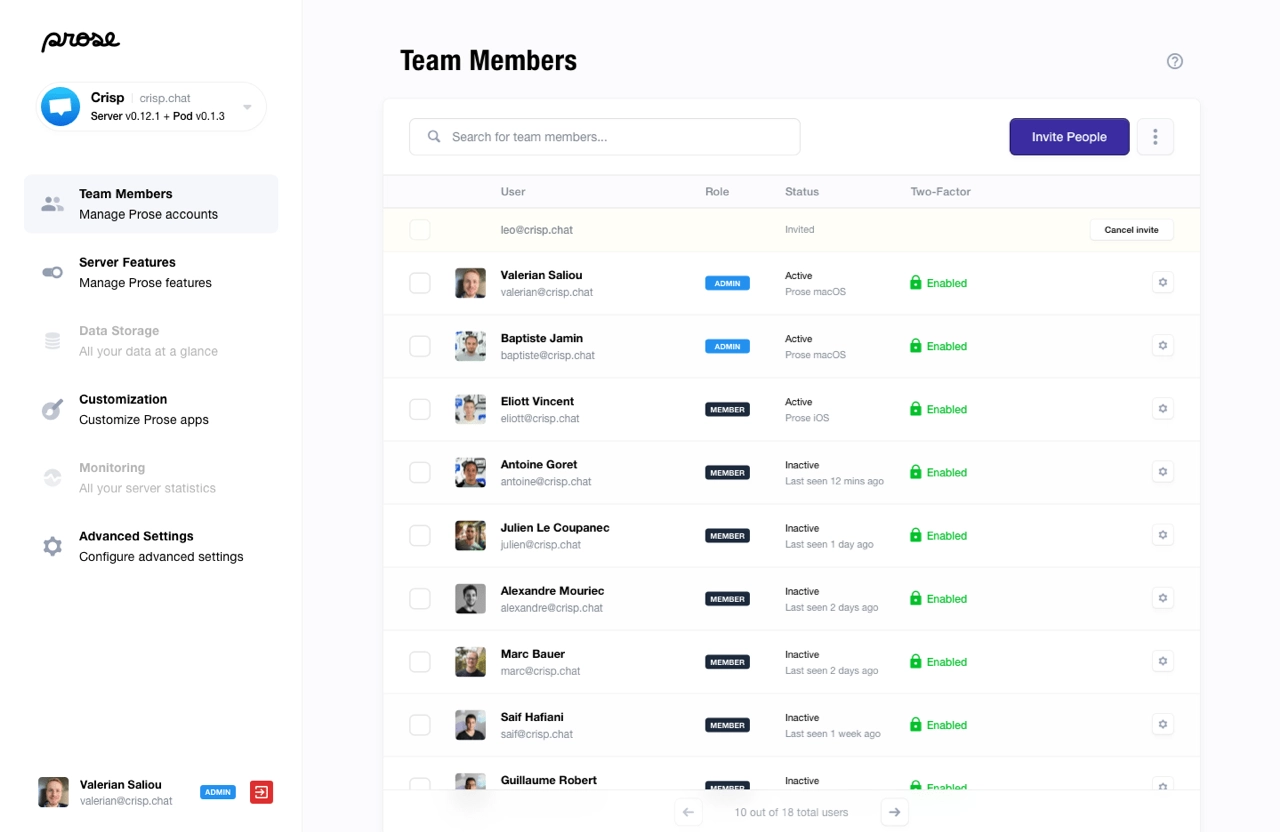 prose
Crisp crisp.chat
Server v0.12.1 + Pod v0.1.3
Team Members
Manage Prose accounts
Server Features
Manage Prose features
Data Storage
All your data at a glance
Customization
Customize Prose apps
Monitoring
All your server statistics
Advanced Settings
Configure advanced settings
Valerian Saliou
valerian@crisp.chat
ADMIN
Team Members
Search for team members...
Invite People
User Role Status Two-Factor
leo@crisp.chat Invited Cancel invite
Valerian Saliou
valerian@crisp.chat
ADMIN
Active
Prose macOS
Enabled
Baptiste Jamin
baptiste@crisp.chat
ADMIN
Active
Prose macOS
Enabled
Eliott Vincent
eliott@crisp.chat
MEMBER
Active
Prose iOS
Enabled
Antoine Goret
antoine@crisp.chat
MEMBER
Inactive
Last seen 12 mins ago
Enabled
Julien Le Coupanec
julien@crisp.chat
MEMBER
Inactive
Last seen 1 day ago
Enabled
Alexandre Mouriec
alexandre@crisp.chat
MEMBER
Inactive
Last seen 2 days ago
Enabled
Marc Bauer
marc@crisp.chat
MEMBER
Inactive
Last seen 2 days ago
Enabled
Saif Hafiani
saif@crisp.chat
MEMBER
Inactive
Last seen 1 week ago
Enabled
Guillaume Robert
MEMBER
Inactive
Enabled
10 out of 18 total users